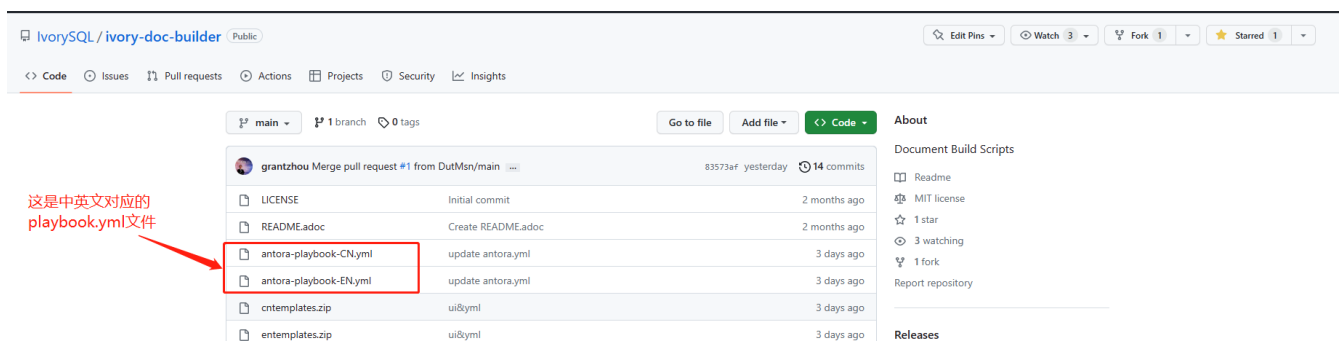 IvorySQL / ivory-doc-builder Public
Edit Pins Watch 3 Fork 1 Starred 1
Code Issues Pull requests Actions Projects Security Insights
main 1 branch 0 tags Go to file Add file Code
About
Document Build Scripts
grantzhou Merge pull request #1 from DutMsn/main ... 83573af yesterday 14 commits
Readme
这是中英文对应的
playbook.yml文件
LICENSE Initial commit 2 months ago
MIT license
README.adoc Create README.adoc 2 months ago
1 star
antora-playbook-CN.yml update antora.yml 3 days ago
3 watching
antora-playbook-EN.yml update antora.yml 3 days ago
1 fork
Report repository
cntemplates.zip ui&yml 3 days ago
entemplates.zip ui&yml 3 days ago
Releases